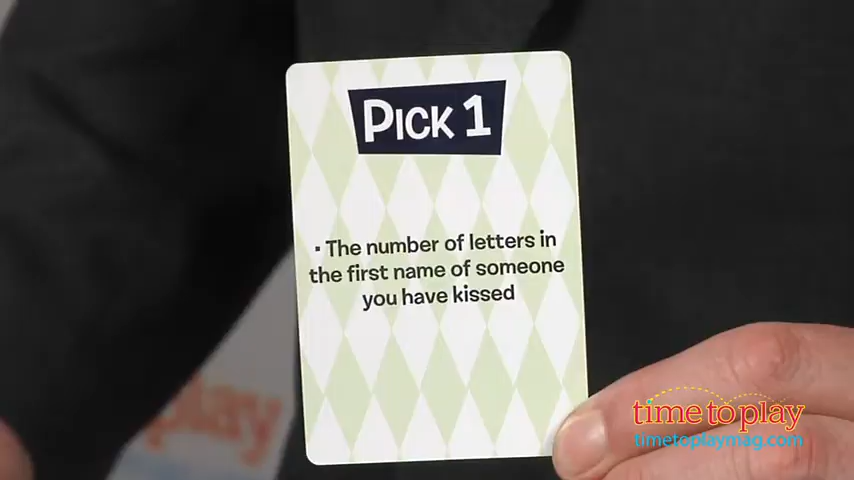 PICK 1
▪ The number of letters in
the first name of someone
you have kissed
play
time to play
timetoplaymag.com